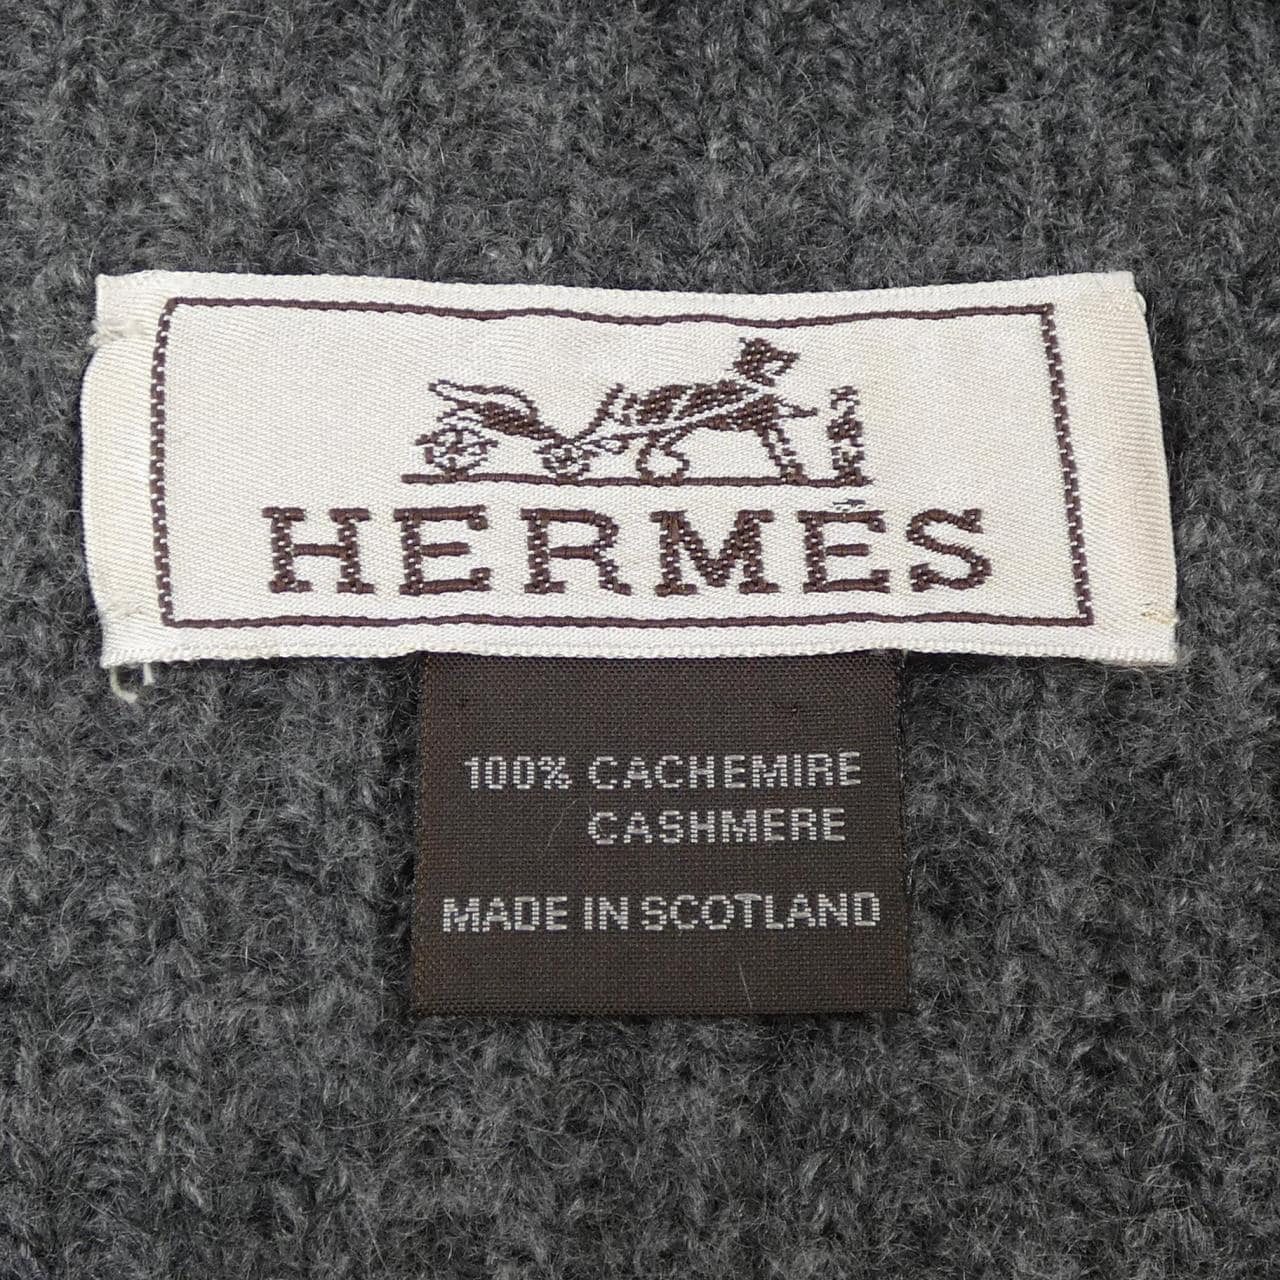 HERMÈS
100% CACHEMIRE
CASHMERE
MADE IN SCOTLAND